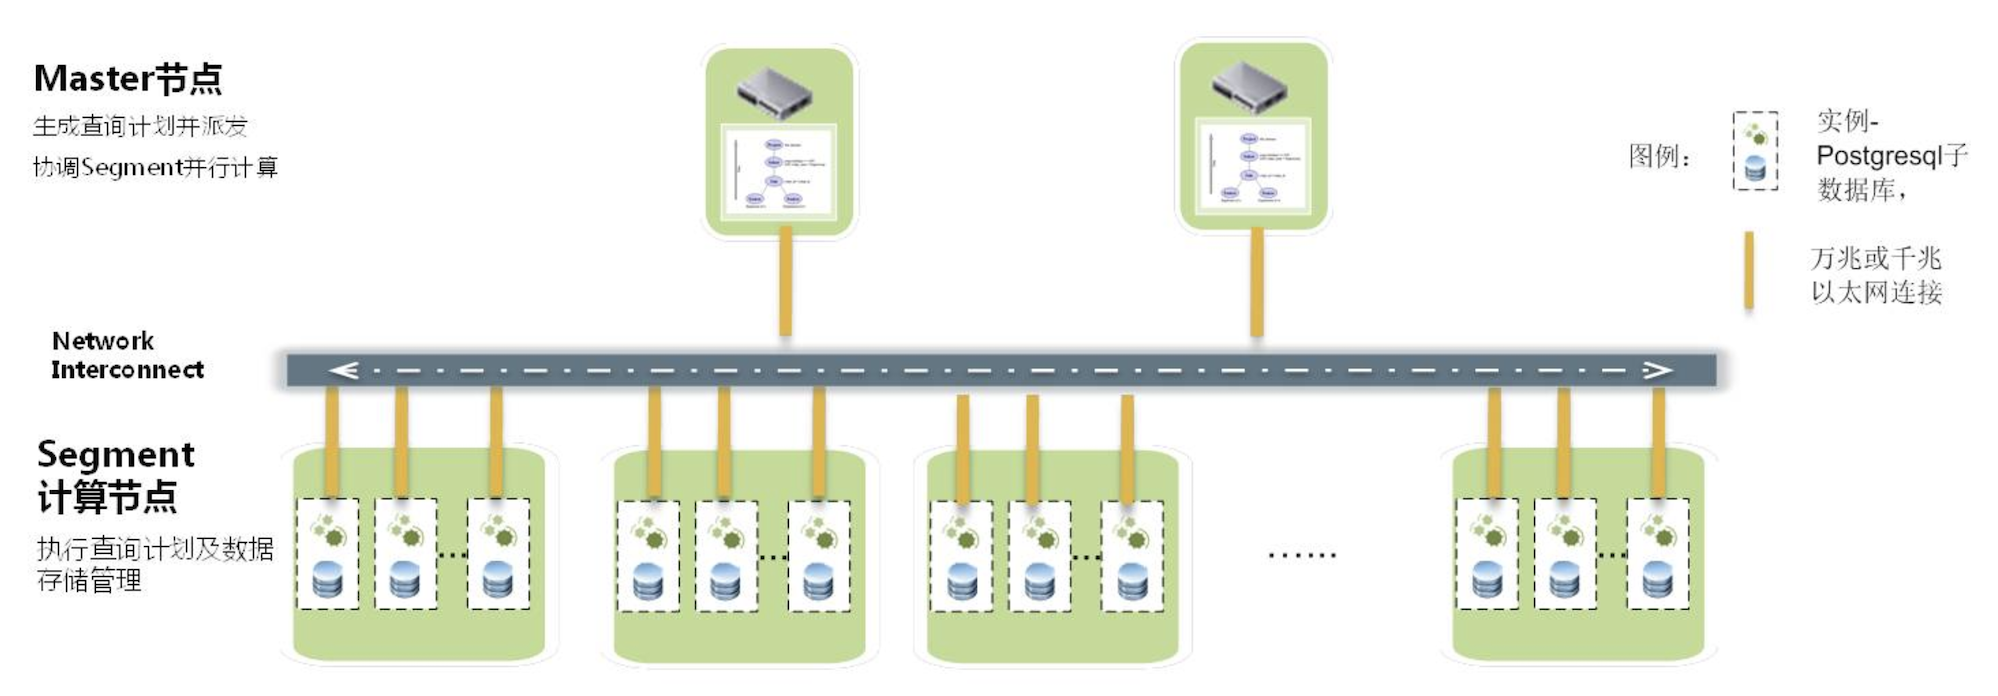 Master节点
生成查询计划并派发
协调Segment并行计算
图例：
实例-
Postgresql子
数据库，
万兆或千兆
以太网连接
Network
Interconnect
Segment
计算节点
执行查询计划及数据
存储管理
......